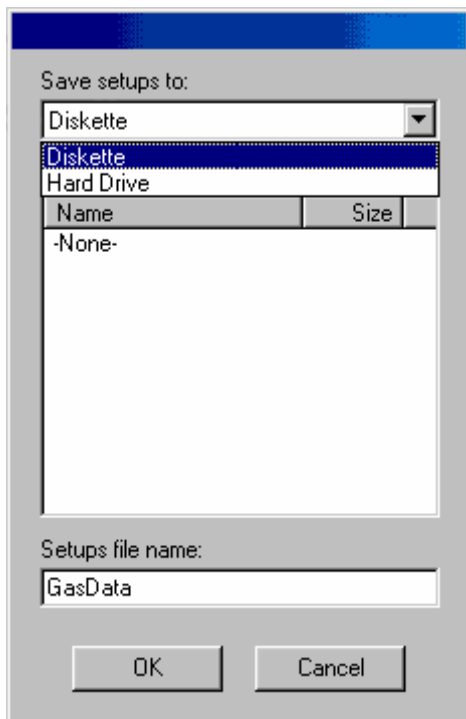 Save setups to:
Diskette
Diskette
Hard Drive
Name Size
-None-
Setups file name:
GasData
OK Cancel